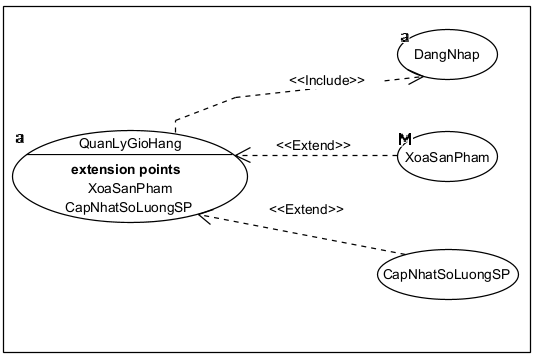 a
DangNhap
<<Include>>
a
QuanLyGioHang
<<Extend>>
M
XoaSanPham
extension points
XoaSanPham
CapNhatSoLuongSP
<<Extend>>
CapNhatSoLuongSP